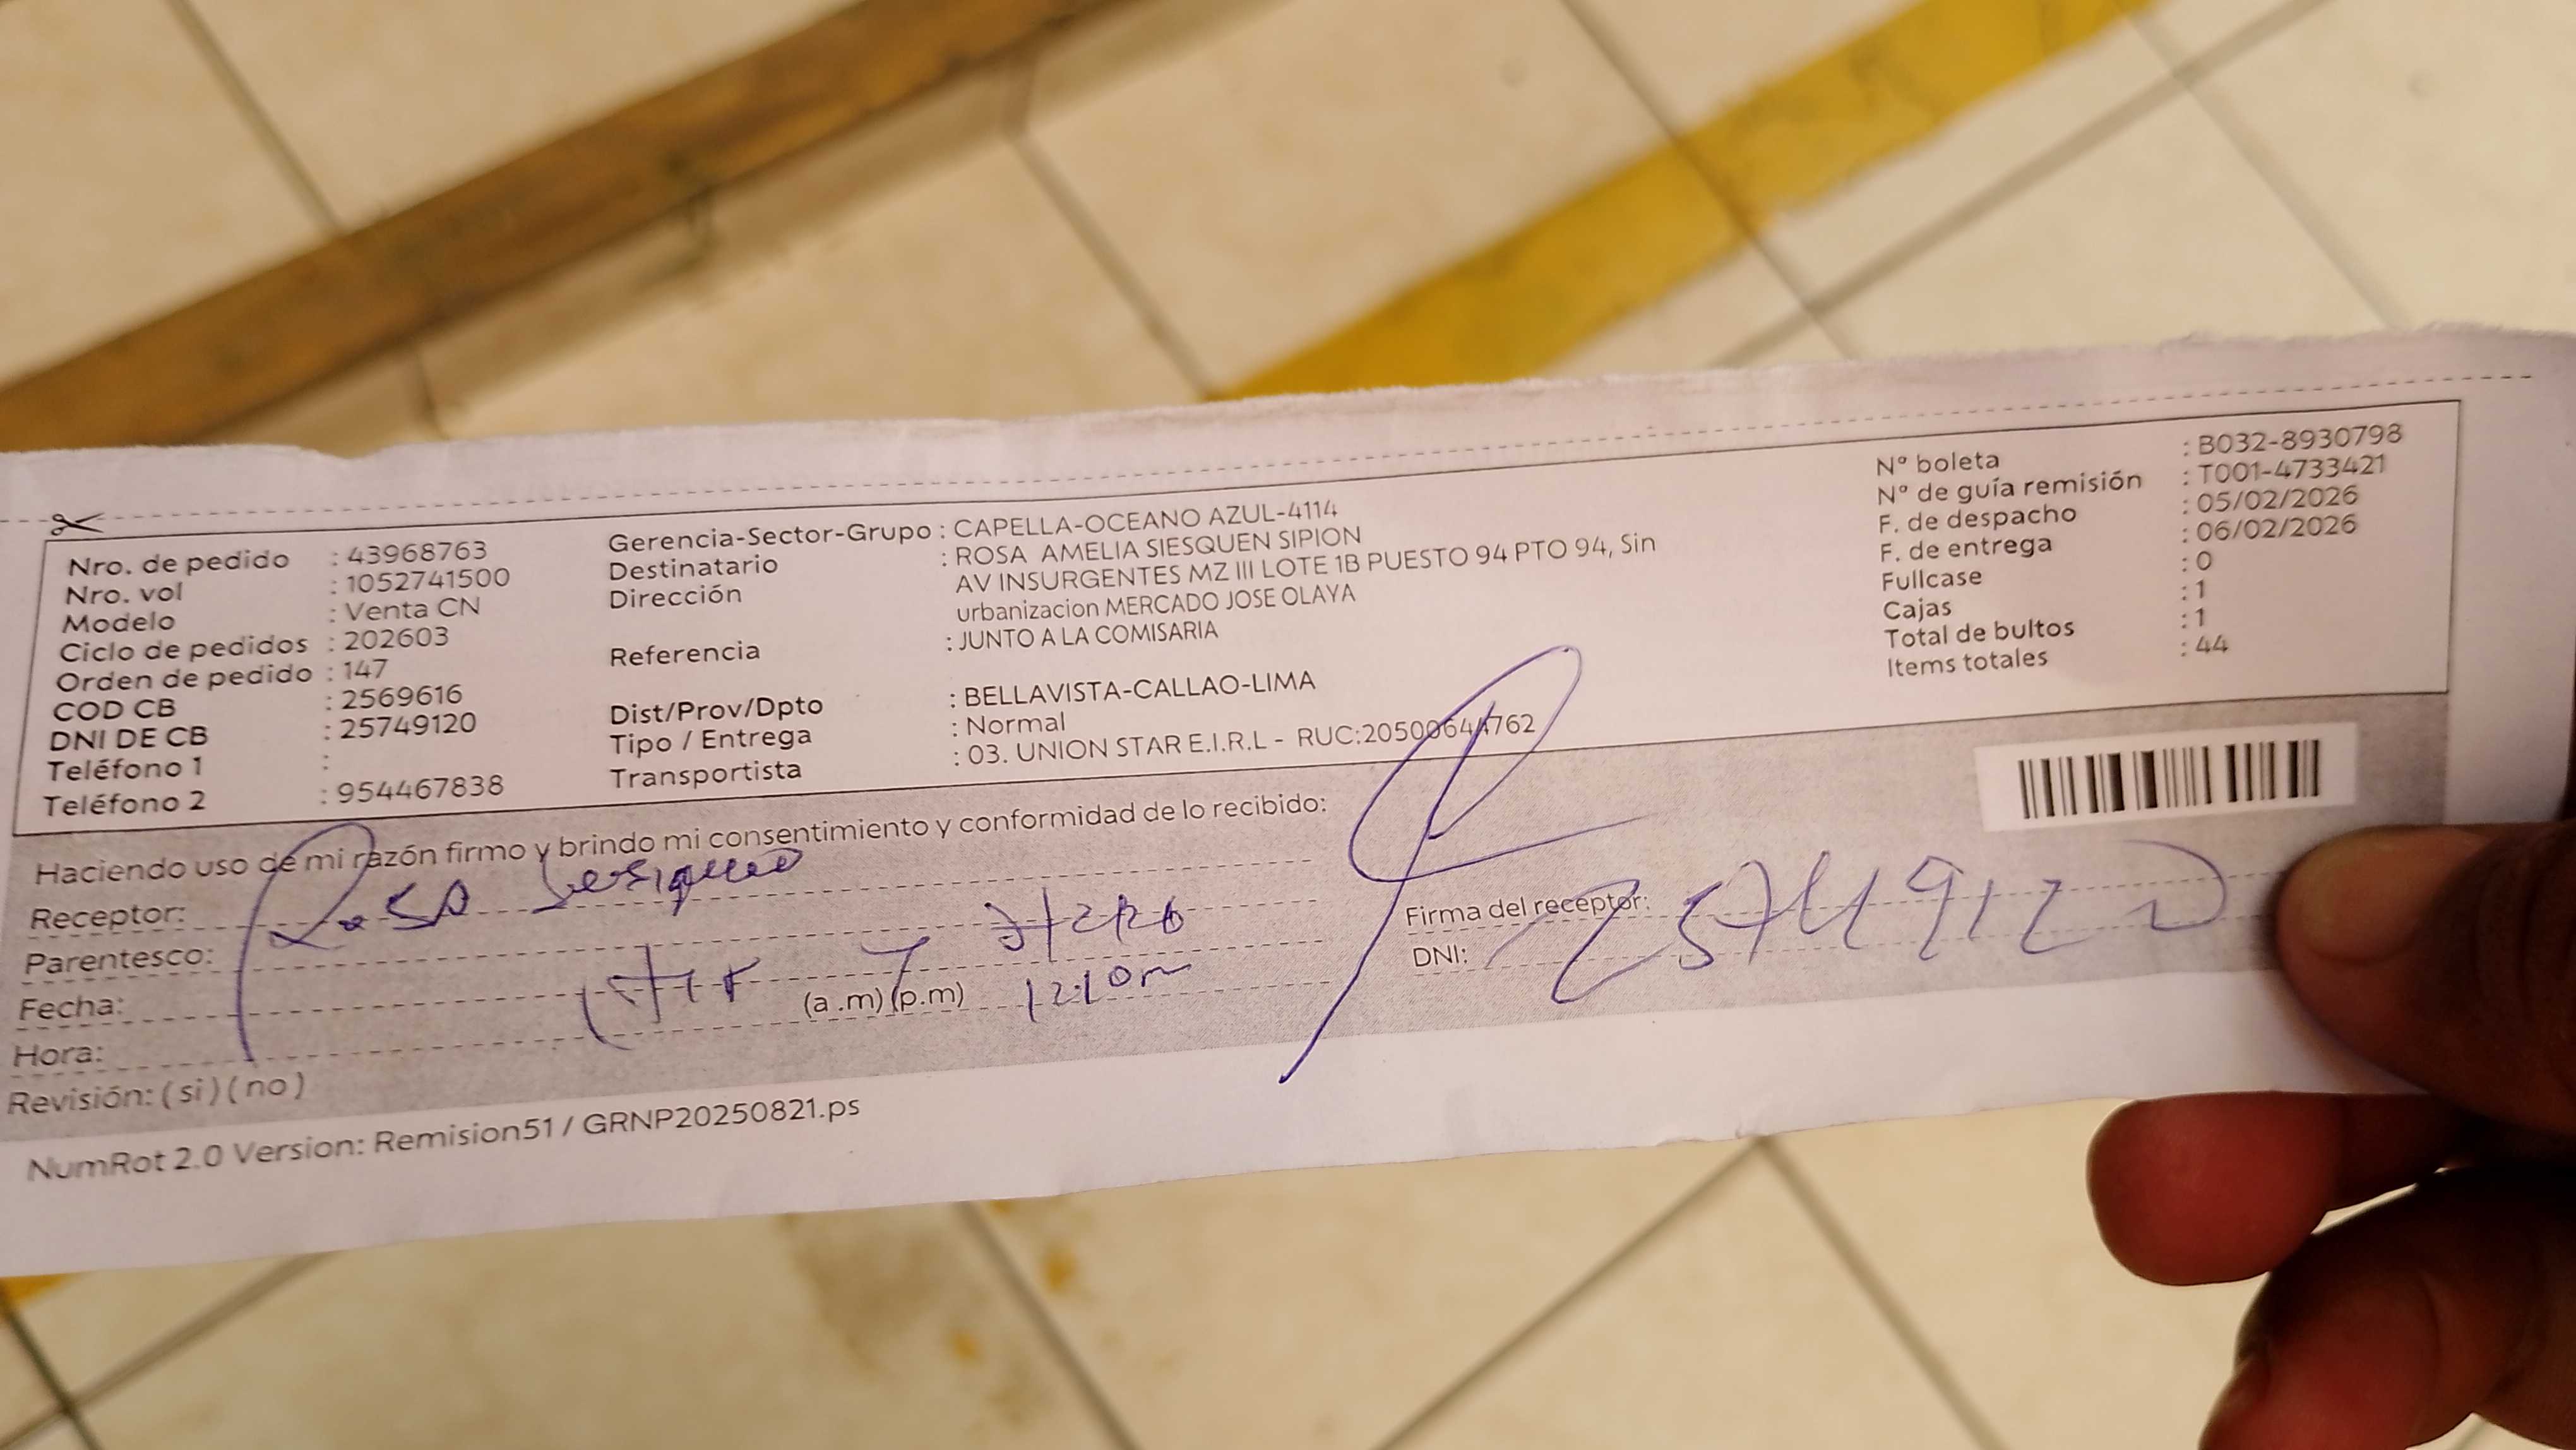 Nro. de pedido : 43968763
Nro. vol : 1052741500
Modelo : Venta CN
Ciclo de pedidos : 202603
Orden de pedido : 147
COD CB : 2569616
DNI DE CB : 25749120
Teléfono 1 :
Teléfono 2 : 954467838
Gerencia-Sector-Grupo : CAPELLA-OCEANO AZUL-4114
Destinatario : ROSA AMELIA SIESQUEN SIPION
Dirección AV INSURGENTES MZ III LOTE 1B PUESTO 94 PTO 94, Sin
urbanizacion MERCADO JOSE OLAYA
Referencia : JUNTO A LA COMISARIA
Dist/Prov/Dpto : BELLAVISTA-CALLAO-LIMA
Tipo / Entrega : Normal
Transportista : 03. UNION STAR E.I.R.L - RUC:20500644762
N° boleta : B032-8930798
N° de guía remisión : T001-4733421
F. de despacho : 05/02/2026
F. de entrega : 06/02/2026
Fullcase : 0
Cajas : 1
Total de bultos : 1
Items totales : 44
Haciendo uso de mi razón firmo y brindo mi consentimiento y conformidad de lo recibido:
Receptor: Rosa
Parentesco:
Fecha:
Hora: (a .m) (p.m) 12:10m
Revisión: ( si ) ( no )
Firma del receptor:
DNI: 25749120
NumRot 2.0 Version: Remision51 / GRNP20250821.ps